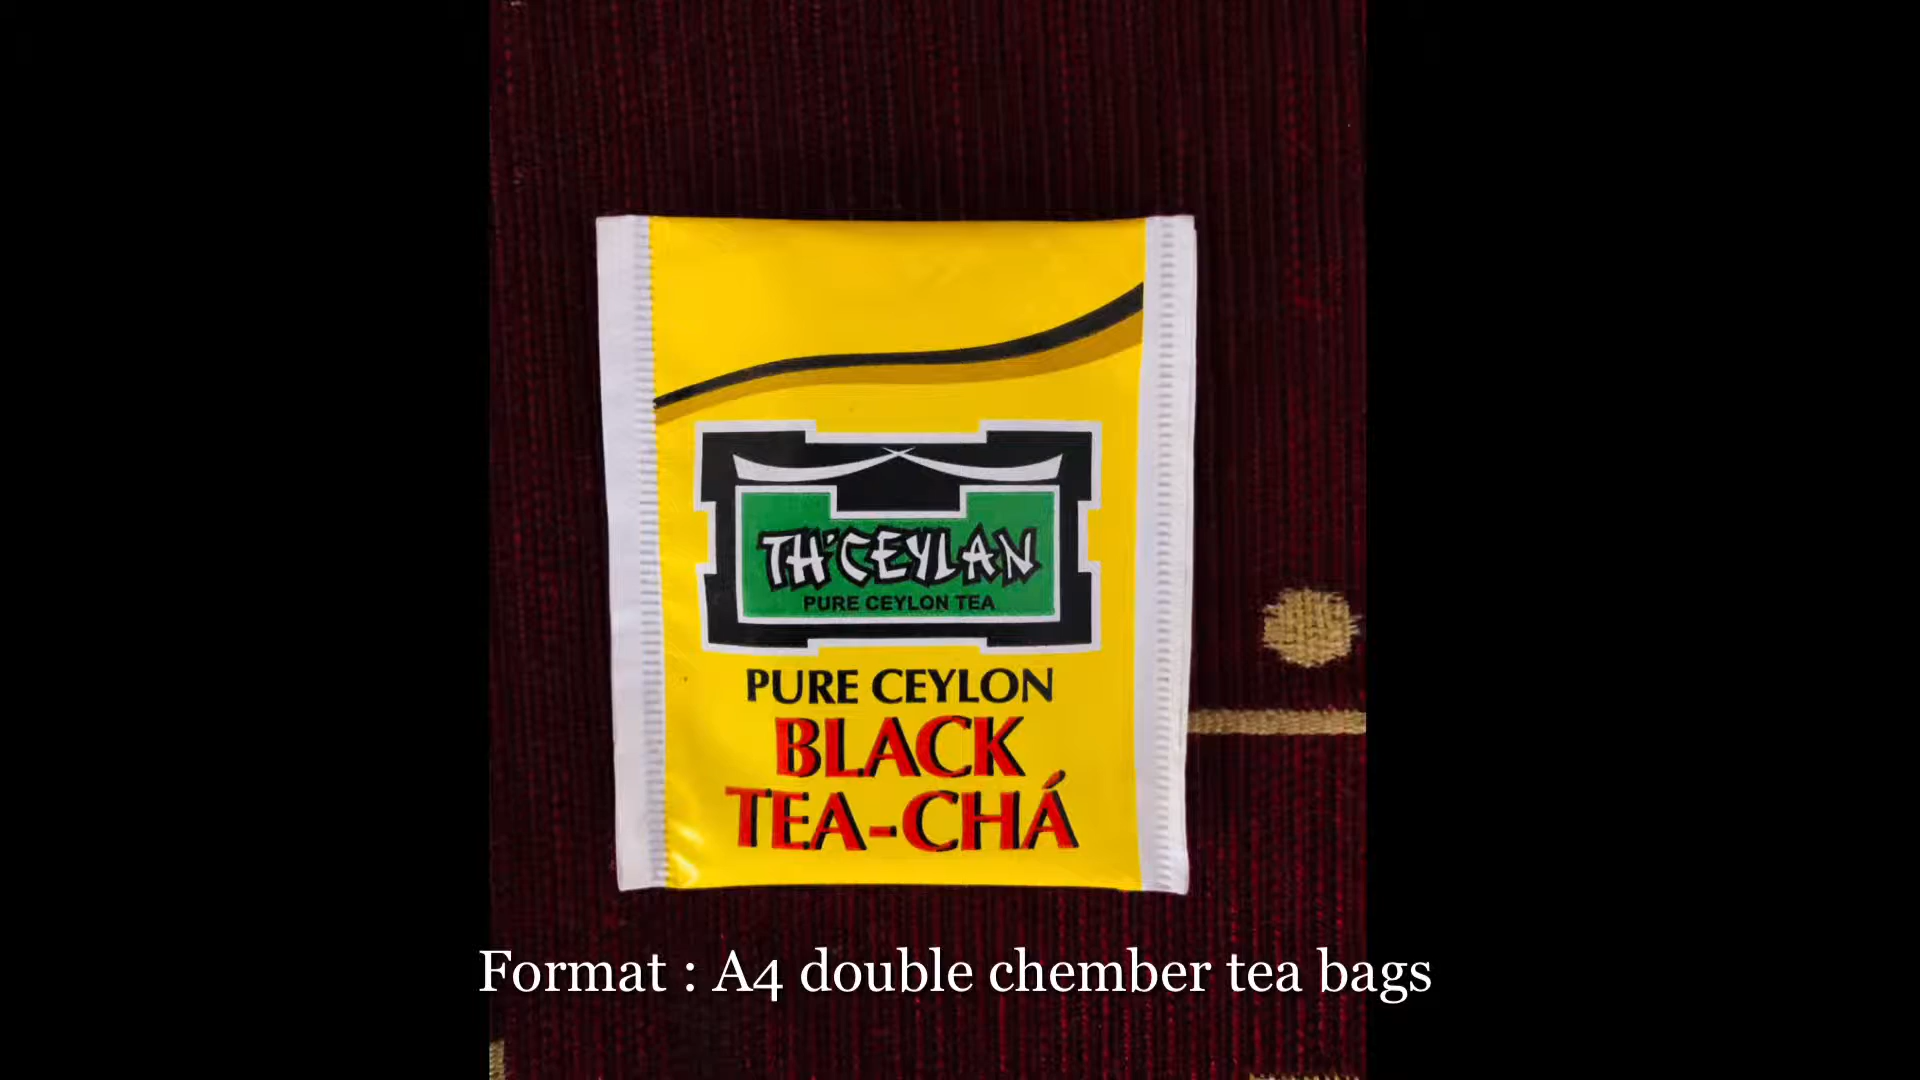 TH'CEYLAN
PURE CEYLON TEA
PURE CEYLON
BLACK
TEA-CHÁ
Format : A4 double chember tea bags